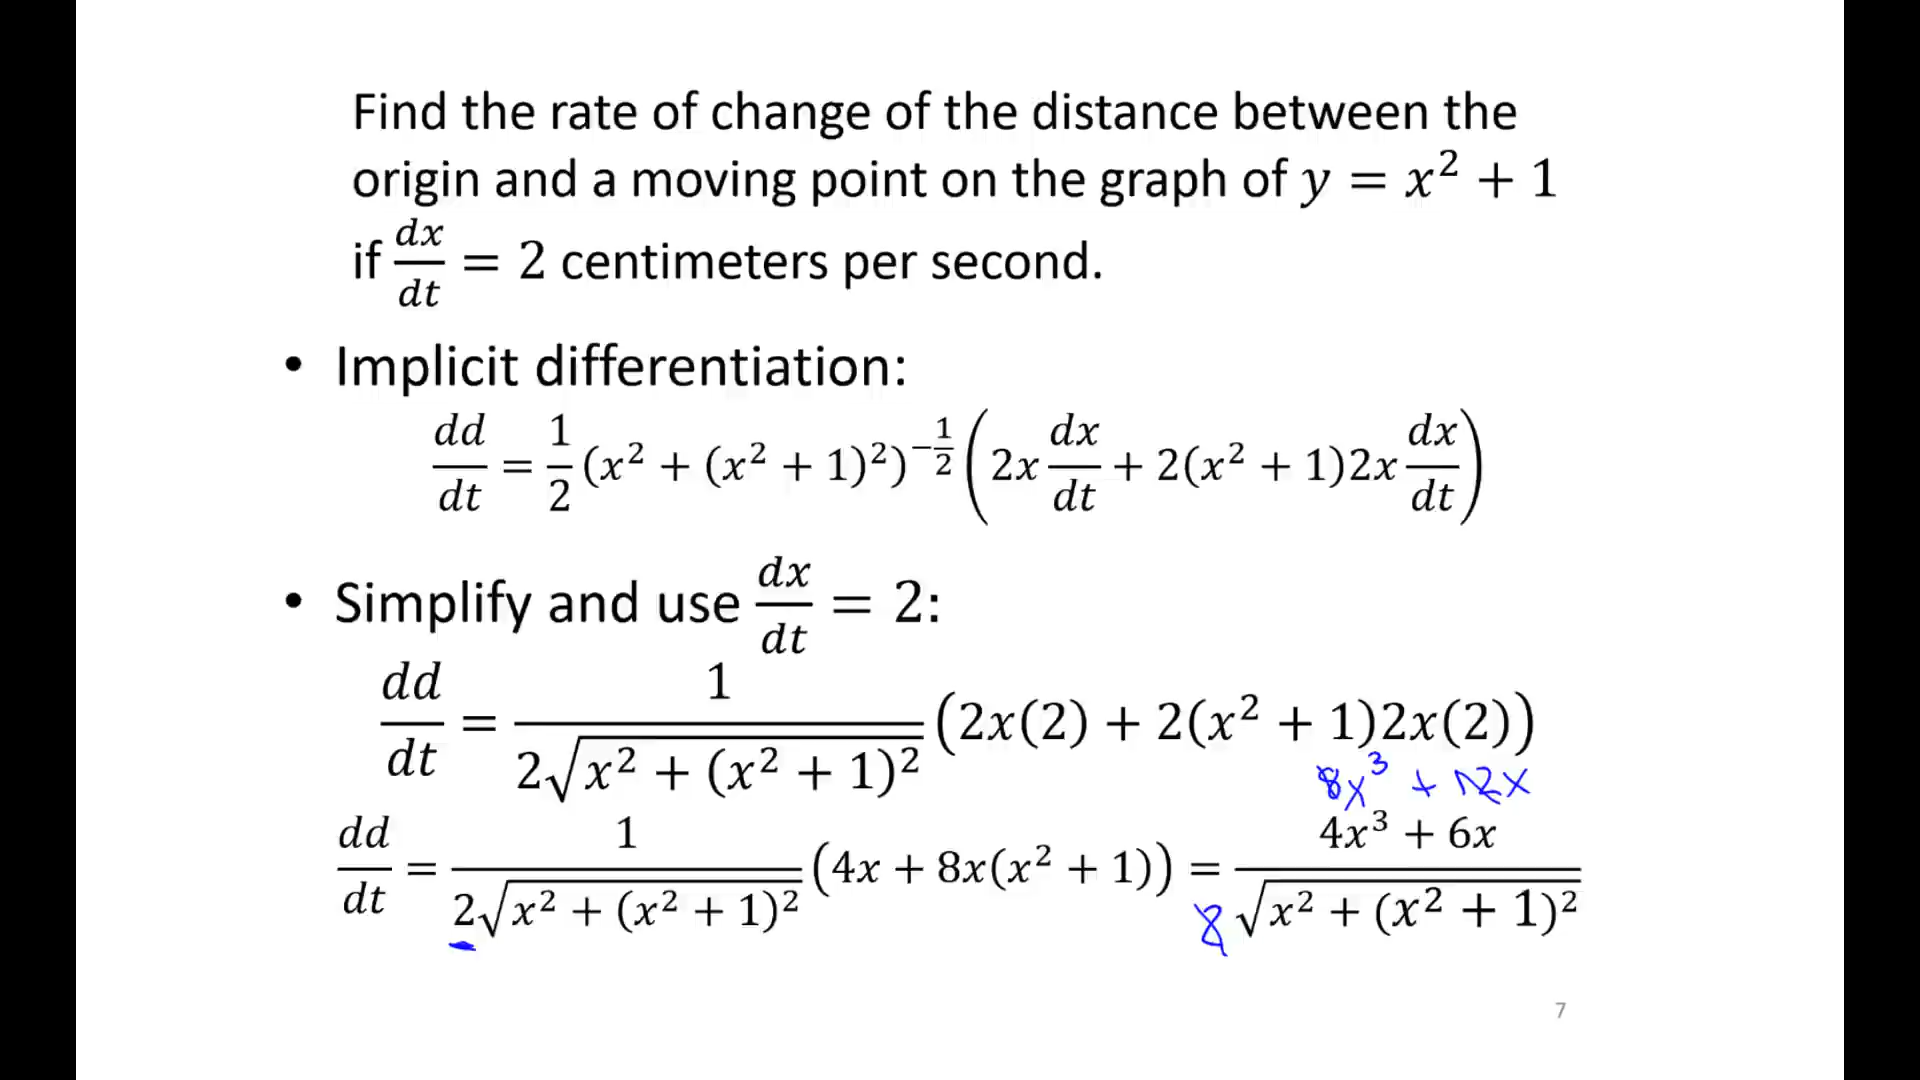 Find the rate of change of the distance between the
origin and a moving point on the graph of y = x² + 1
if dx/dt = 2 centimeters per second.
• Implicit differentiation:
dd/dt = 1/2 (x² + (x² + 1)²)^(-1/2) (2x dx/dt + 2(x² + 1)2x dx/dt)
• Simplify and use dx/dt = 2:
dd/dt = 1/(2√(x² + (x² + 1)²)) (2x(2) + 2(x² + 1)2x(2))
8x³ + 12x
dd/dt = 1/(2√(x² + (x² + 1)²)) (4x + 8x(x² + 1)) = (4x³ + 6x)/√(x² + (x² + 1)²)
7